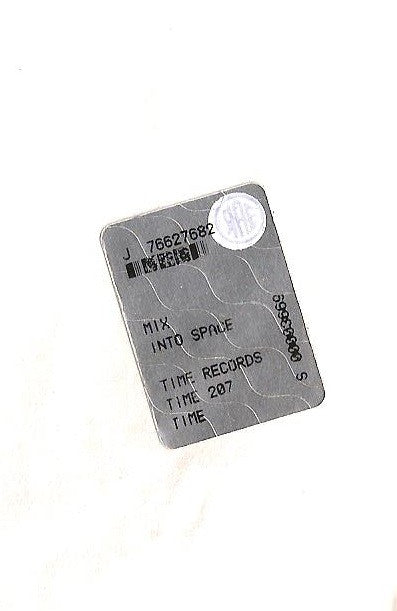 J 76627682
MIX
INTO SPACE
TIME RECORDS
TIME 207
TIME